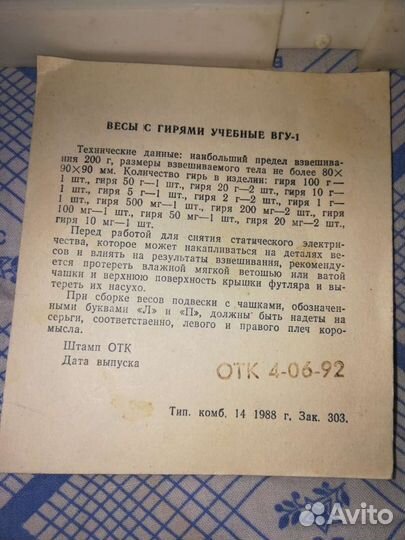 ВЕСЫ С ГИРЯМИ УЧЕБНЫЕ ВГУ-1
Технические данные: наибольший предел взвешива-
ния 200 г, размеры взвешиваемого тела не более 80×
90×90 мм. Количество гирь в изделии: гиря 100 г—
1 шт., гиря 50 г—1 шт., гиря 20 г—2 шт., гиря 10 г—
1 шт., гиря 5 г—1 шт., гиря 2 г—2 шт., гиря 1 г—
1 шт., гиря 500 мг—1 шт., гиря 200 мг—2 шт., гиря
100 мг—1 шт., гиря 50 мг—1 шт., гиря 20 мг—2 шт.,
гиря 10 мг—1 шт.
Перед работой для снятия статического электри-
чества, которое может накапливаться на деталях ве-
сов и влиять на результаты взвешивания, рекоменду-
ется протереть влажной мягкой ветошью или ватой
чашки и верхнюю поверхность крышки футляра и вы-
тереть их насухо.
При сборке весов подвески с чашками, обозначен-
ными буквами «Л» и «П», должны быть надеты на
серьги, соответственно, левого и правого плеч коро-
мысла.
Штамп ОТК
Дата выпуска
ОТК 4-06-92
Тип. комб. 14 1988 г. Зак. 303.
Avito